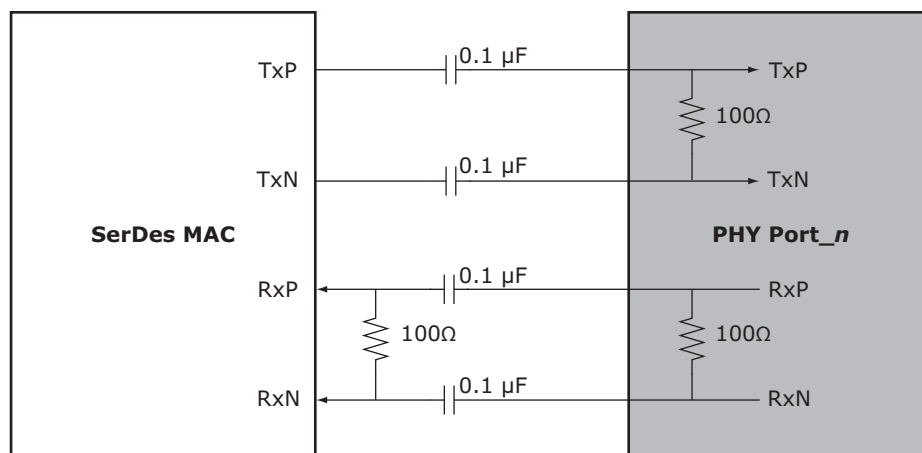 0.1 µF
TxP
TxP
100Ω
0.1 µF
TxN
TxN
SerDes MAC
PHY Port_n
0.1 µF
RxP
RxP
100Ω
100Ω
0.1 µF
RxN
RxN